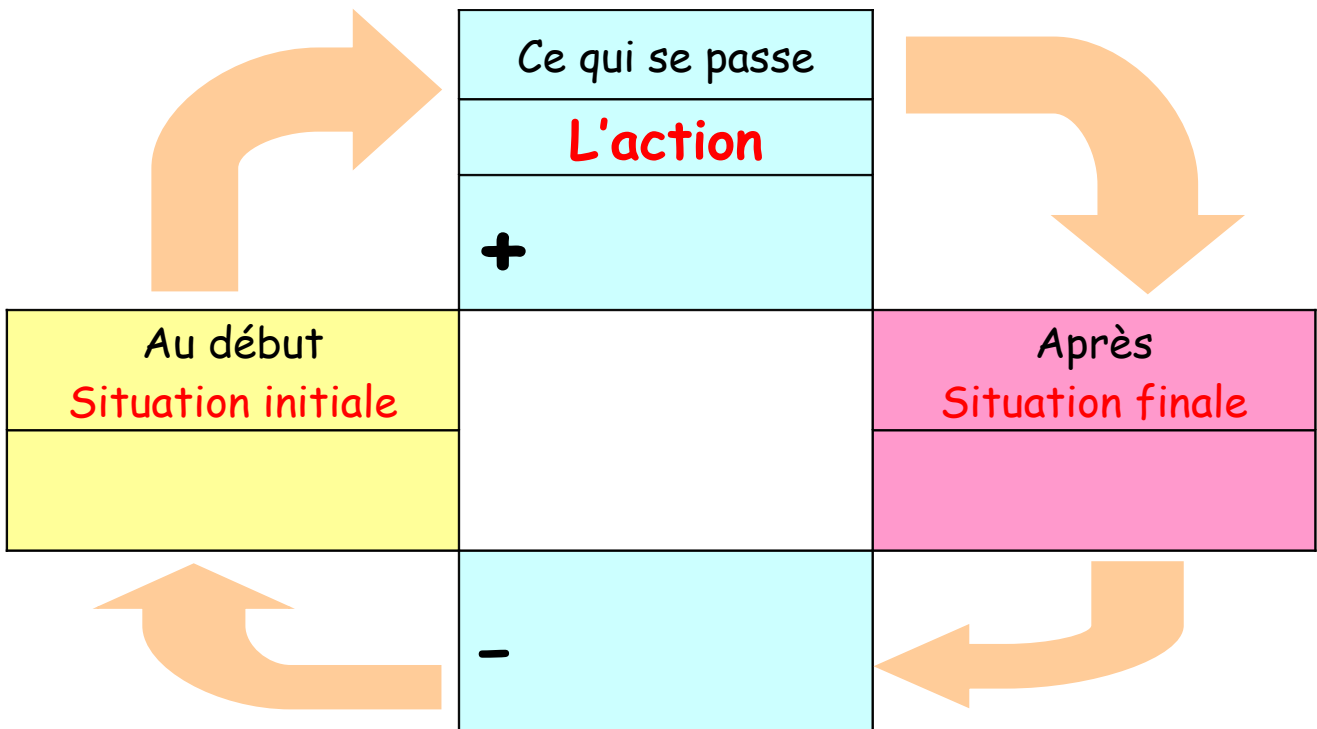 Ce qui se passe
L'action
+
Au début
Situation initiale
Après
Situation finale
-